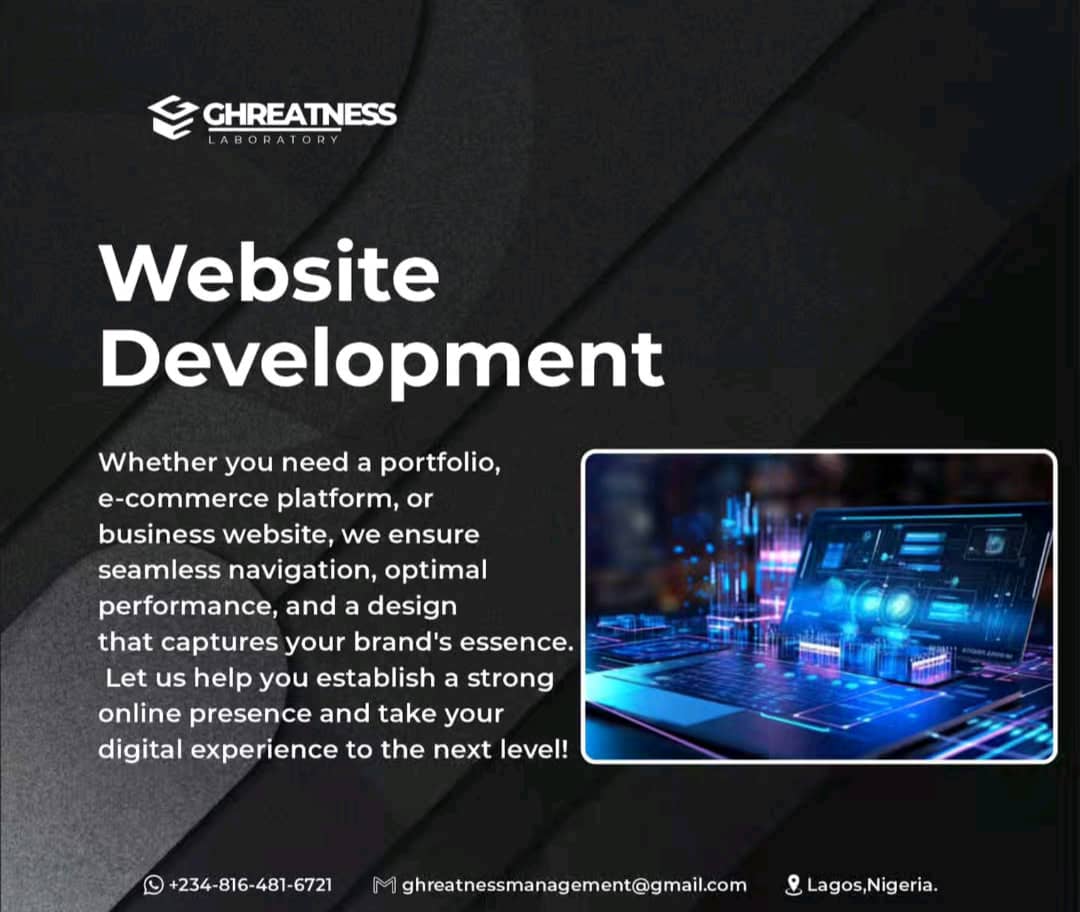 GHREATNESS
LABORATORY
Website
Development
Whether you need a portfolio,
e-commerce platform, or
business website, we ensure
seamless navigation, optimal
performance, and a design
that captures your brand's essence.
Let us help you establish a strong
online presence and take your
digital experience to the next level!
+234-816-481-6721
ghreatnessmanagement@gmail.com
Lagos,Nigeria.